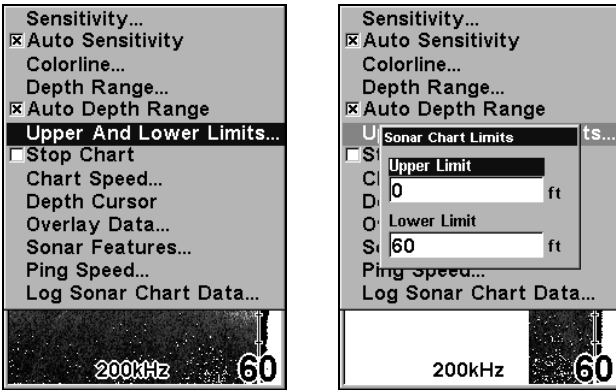 Sensitivity...
Auto Sensitivity
Colorline...
Depth Range...
Auto Depth Range
Upper And Lower Limits...
Stop Chart
Chart Speed...
Depth Cursor
Overlay Data...
Sonar Features...
Ping Speed...
Log Sonar Chart Data...
200kHz
60
Sensitivity...
Auto Sensitivity
Colorline...
Depth Range...
Auto Depth Range
Sonar Chart Limits
Upper Limit
0 ft
Lower Limit
60 ft
Ping Speed...
Log Sonar Chart Data...
200kHz
60